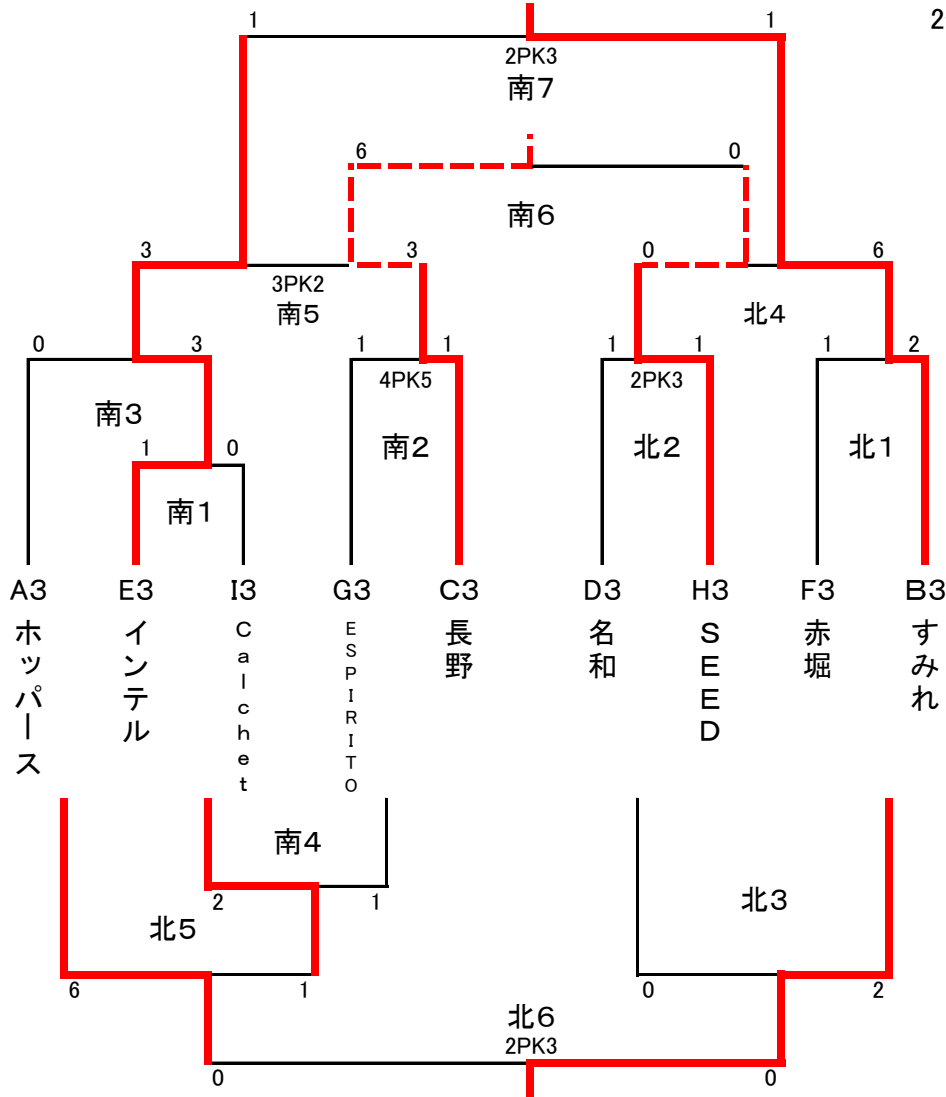 1 1 2
2PK3
南7
6 0
南6
3 3 0 6
3PK2
南5 北4
0 3 1 1 1 1 1 2
4PK5 2PK3
南3 南2 北2 北1
1 0
南1
A3 E3 I3 G3 C3 D3 H3 F3 B3
ホッパース
インテル
Calchet
ESPIRITO
長野
名和
SEED
赤堀
すみれ
南4
2 1
北5 北3
6 1 0 2
北6
2PK3
0 0